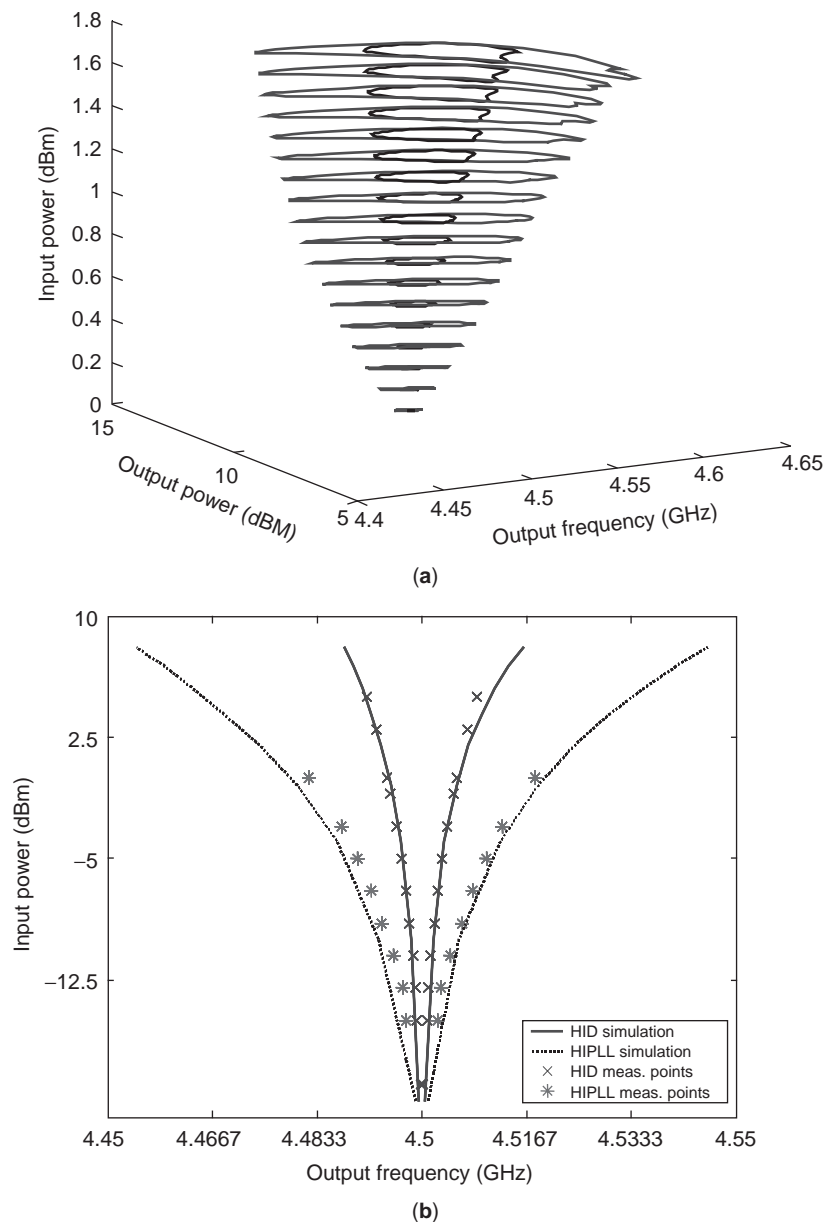 1.8
1.6
1.4
1.2
1
0.8
0.6
0.4
0.2
0
Input power (dBm)
15
10
5
Output power (dBM)
4.4
4.45
4.5
4.55
4.6
4.65
Output frequency (GHz)
(a)
10
2.5
−5
−12.5
Input power (dBm)
HID simulation
HIPLL simulation
HID meas. points
HIPLL meas. points
4.45
4.4667
4.4833
4.5
4.5167
4.5333
4.55
Output frequency (GHz)
(b)